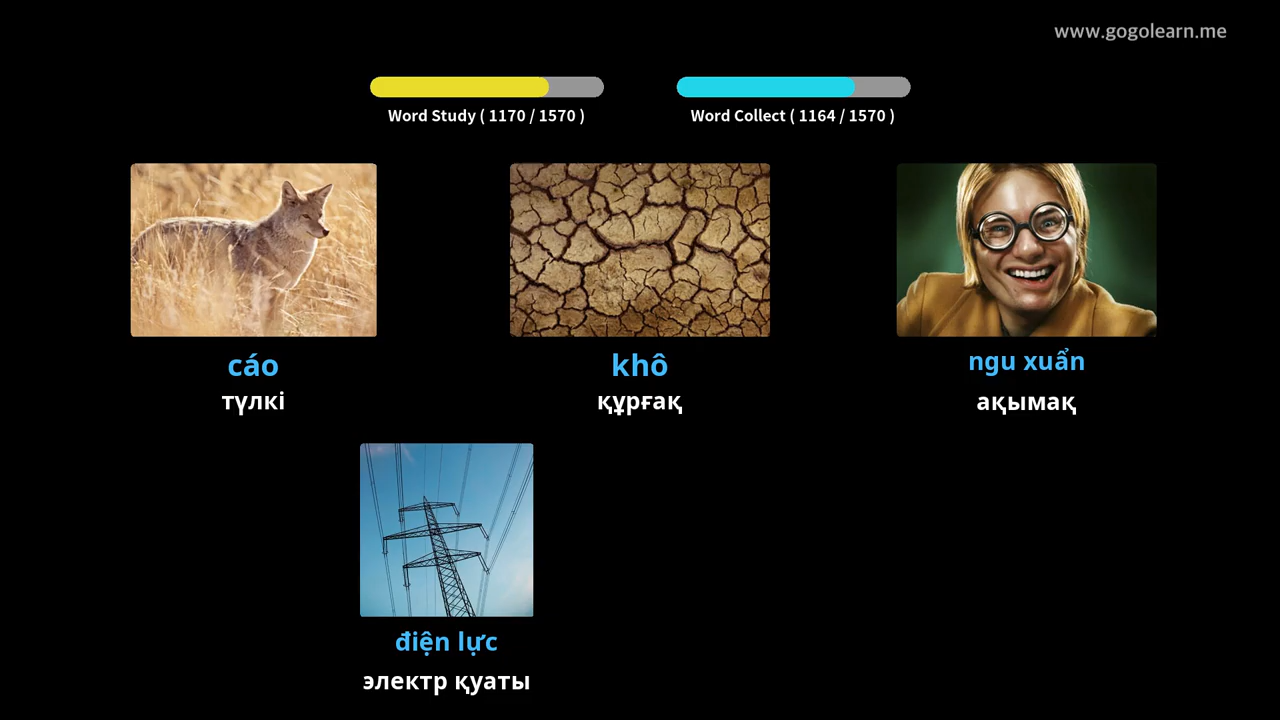 www.gogolearn.me
Word Study ( 1170 / 1570 )
Word Collect ( 1164 / 1570 )
cáo
түлкі
khô
құрғақ
ngu xuẩn
ақымақ
điện lực
электр қуаты